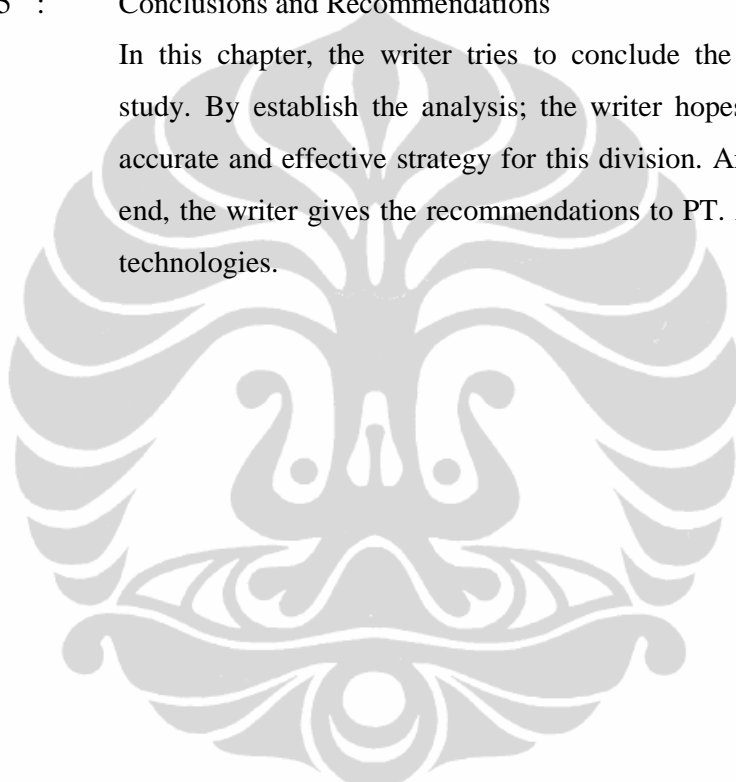 5 : Conclusions and Recommendations
In this chapter, the writer tries to conclude the
study. By establish the analysis; the writer hopes
accurate and effective strategy for this division.
end, the writer gives the recommendations to PT.
technologies.